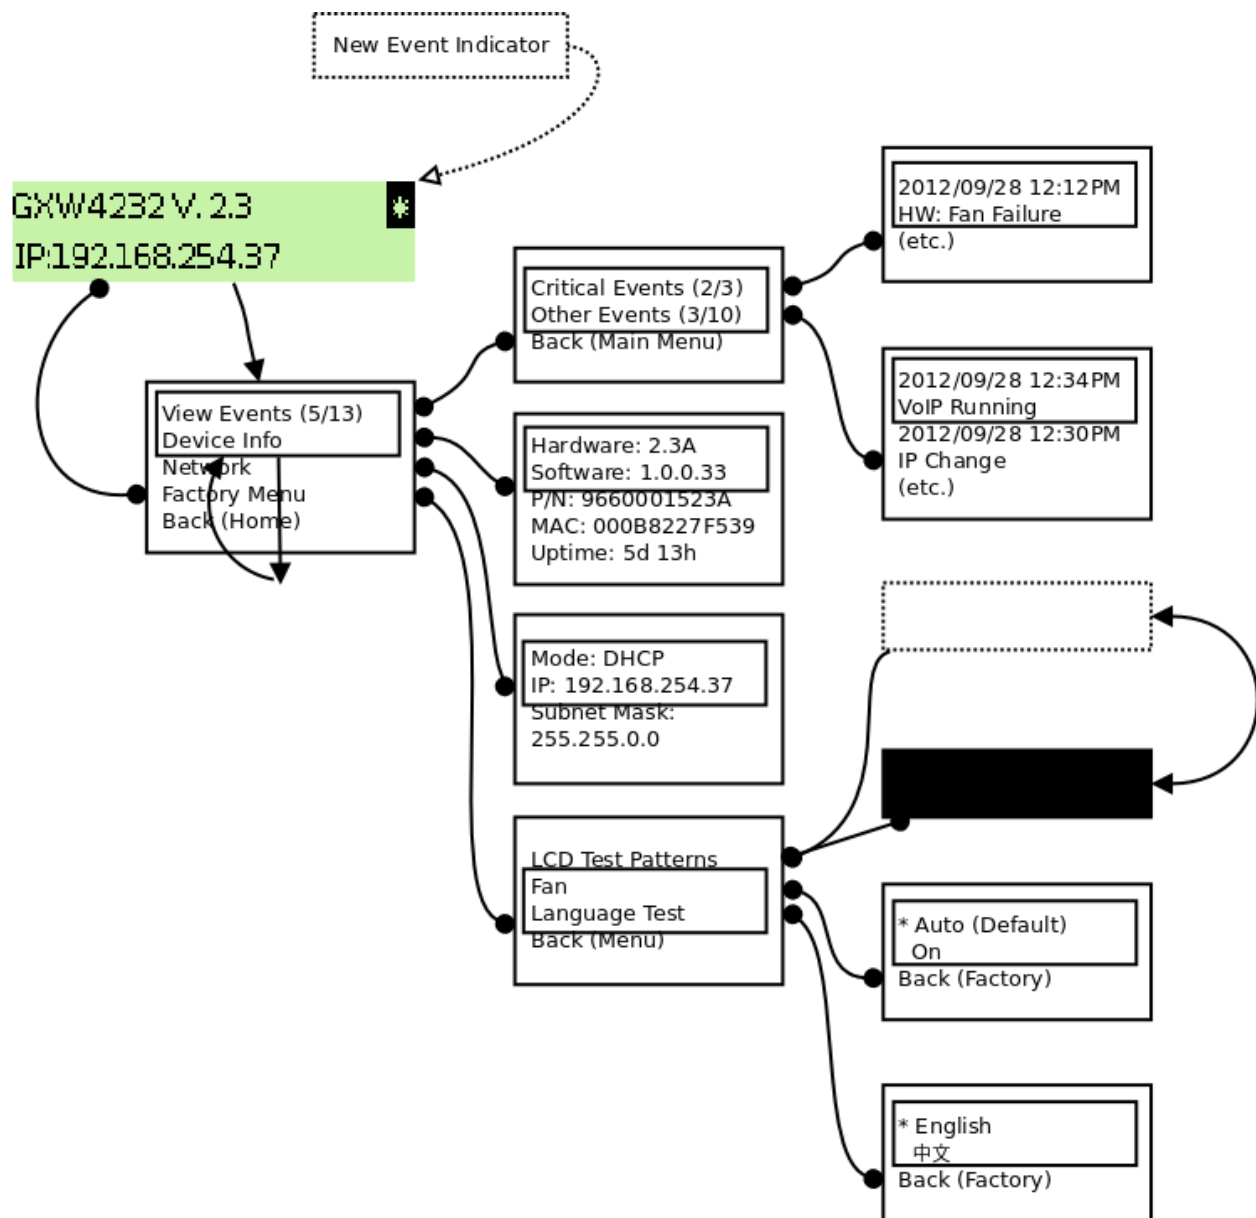 New Event Indicator
GXW4232 V. 2.3 *
IP:192.168.254.37
View Events (5/13)
Device Info
Network
Factory Menu
Back (Home)
Critical Events (2/3)
Other Events (3/10)
Back (Main Menu)
Hardware: 2.3A
Software: 1.0.0.33
P/N: 9660001523A
MAC: 000B8227F539
Uptime: 5d 13h
Mode: DHCP
IP: 192.168.254.37
Subnet Mask:
255.255.0.0
LCD Test Patterns
Fan
Language Test
Back (Menu)
2012/09/28 12:12PM
HW: Fan Failure
(etc.)
2012/09/28 12:34PM
VoIP Running
2012/09/28 12:30PM
IP Change
(etc.)
* Auto (Default)
On
Back (Factory)
* English
中文
Back (Factory)